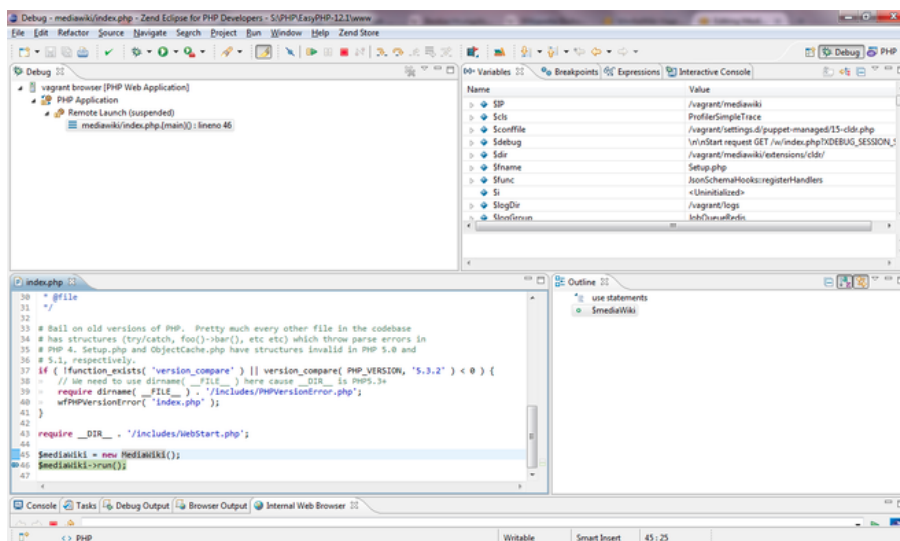 Debug - mediawiki/index.php - Zend Eclipse for PHP Developers - S:\PHP\EasyPHP-12.1\www
File Edit Refactor Source Navigate Search Project Run Window Help Zend Store
Debug PHP
Debug
vagrant browser [PHP Web Application]
PHP Application
Remote Launch (suspended)
mediawiki/index.php.{main}() : lineno 46
Variables Breakpoints Expressions Interactive Console
Name Value
$IP /vagrant/mediawiki
$cls ProfilerSimpleTrace
$conffile /vagrant/settings.d/puppet-managed/15-cldr.php
$debug \n\nStart request GET /w/index.php?XDEBUG_SESSION_S
$dir /vagrant/mediawiki/extensions/cldr/
$fname Setup.php
$func JsonSchemaHooks::registerHandlers
$i <Uninitialized>
$logDir /vagrant/logs
$logGroup JobQueueRedis
index.php
30 * @file
31 */
32
33 # Bail on old versions of PHP. Pretty much every other file in the codebase
34 # has structures (try/catch, foo()->bar(), etc etc) which throw parse errors in
35 # PHP 4. Setup.php and ObjectCache.php have structures invalid in PHP 5.0 and
36 # 5.1, respectively.
37 if ( !function_exists( 'version_compare' ) || version_compare( PHP_VERSION, '5.3.2' ) < 0 ) {
38 // We need to use dirname( __FILE__ ) here cause __DIR__ is PHP5.3+
39 require dirname( __FILE__ ) . '/includes/PHPVersionError.php';
40 wfPHPVersionError( 'index.php' );
41 }
42
43 require __DIR__ . '/includes/WebStart.php';
44
45 $mediaWiki = new MediaWiki();
46 $mediaWiki->run();
47
Outline
use statements
$mediaWiki
Console Tasks Debug Output Browser Output Internal Web Browser
PHP Writable Smart Insert 45 : 25